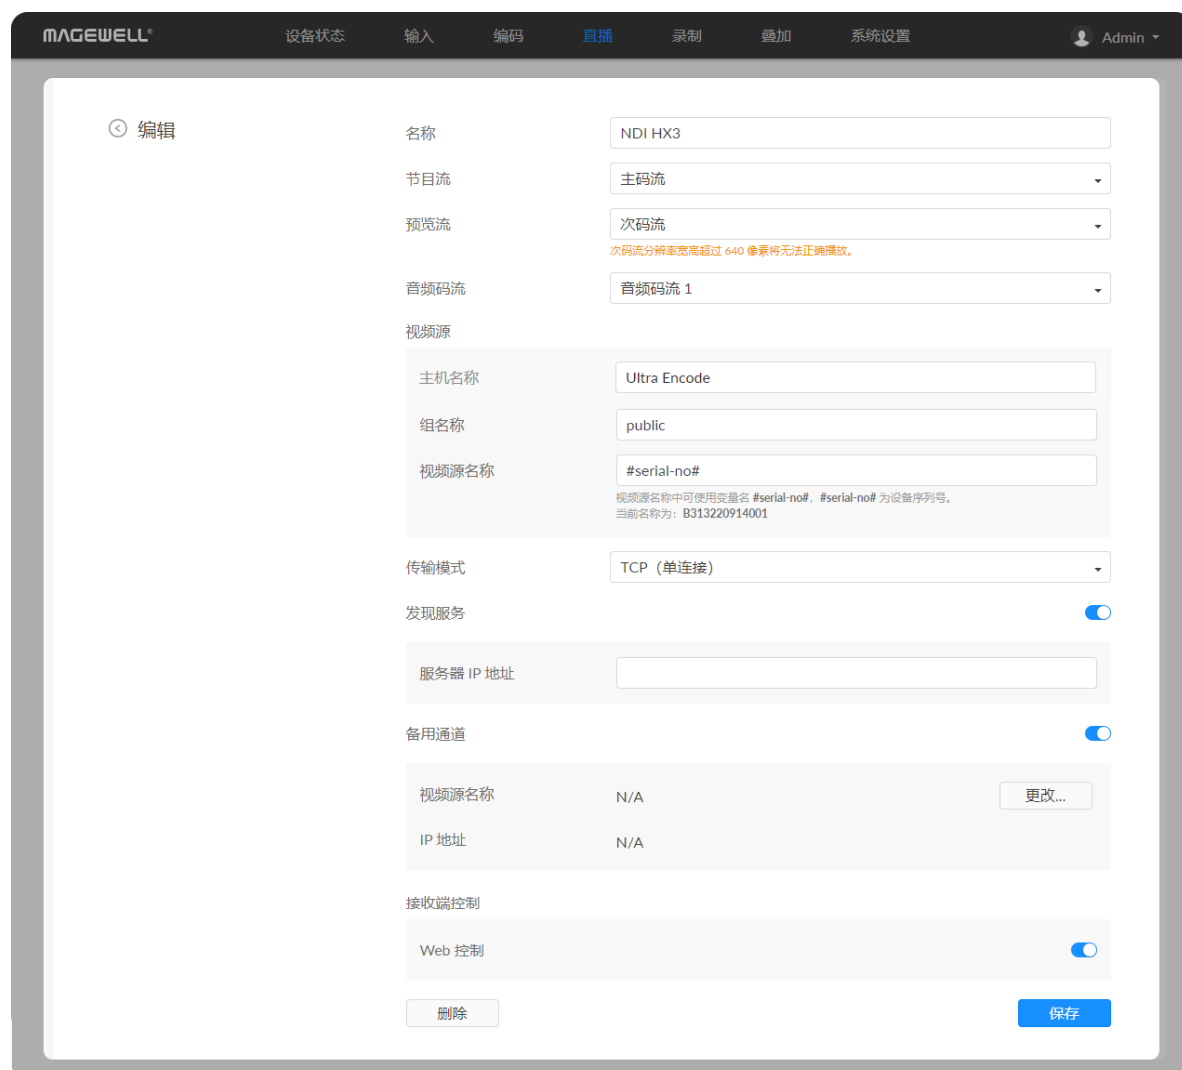 MAGEWELL® 设备状态 输入 编码 直播 录制 叠加 系统设置 Admin
编辑
名称 NDI HX3
节目流 主码流
预览流 次码流
次码流分辨率宽高超过 640 像素将无法正确播放。
音频码流 音频码流 1
视频源
主机名称 Ultra Encode
组名称 public
视频源名称 #serial-no#
视频源名称中可使用变量名 #serial-no#，#serial-no# 为设备序列号。
当前名称为：B313220914001
传输模式 TCP（单连接）
发现服务
服务器 IP 地址
备用通道
视频源名称 N/A 更改...
IP 地址 N/A
接收端控制
Web 控制
删除 保存